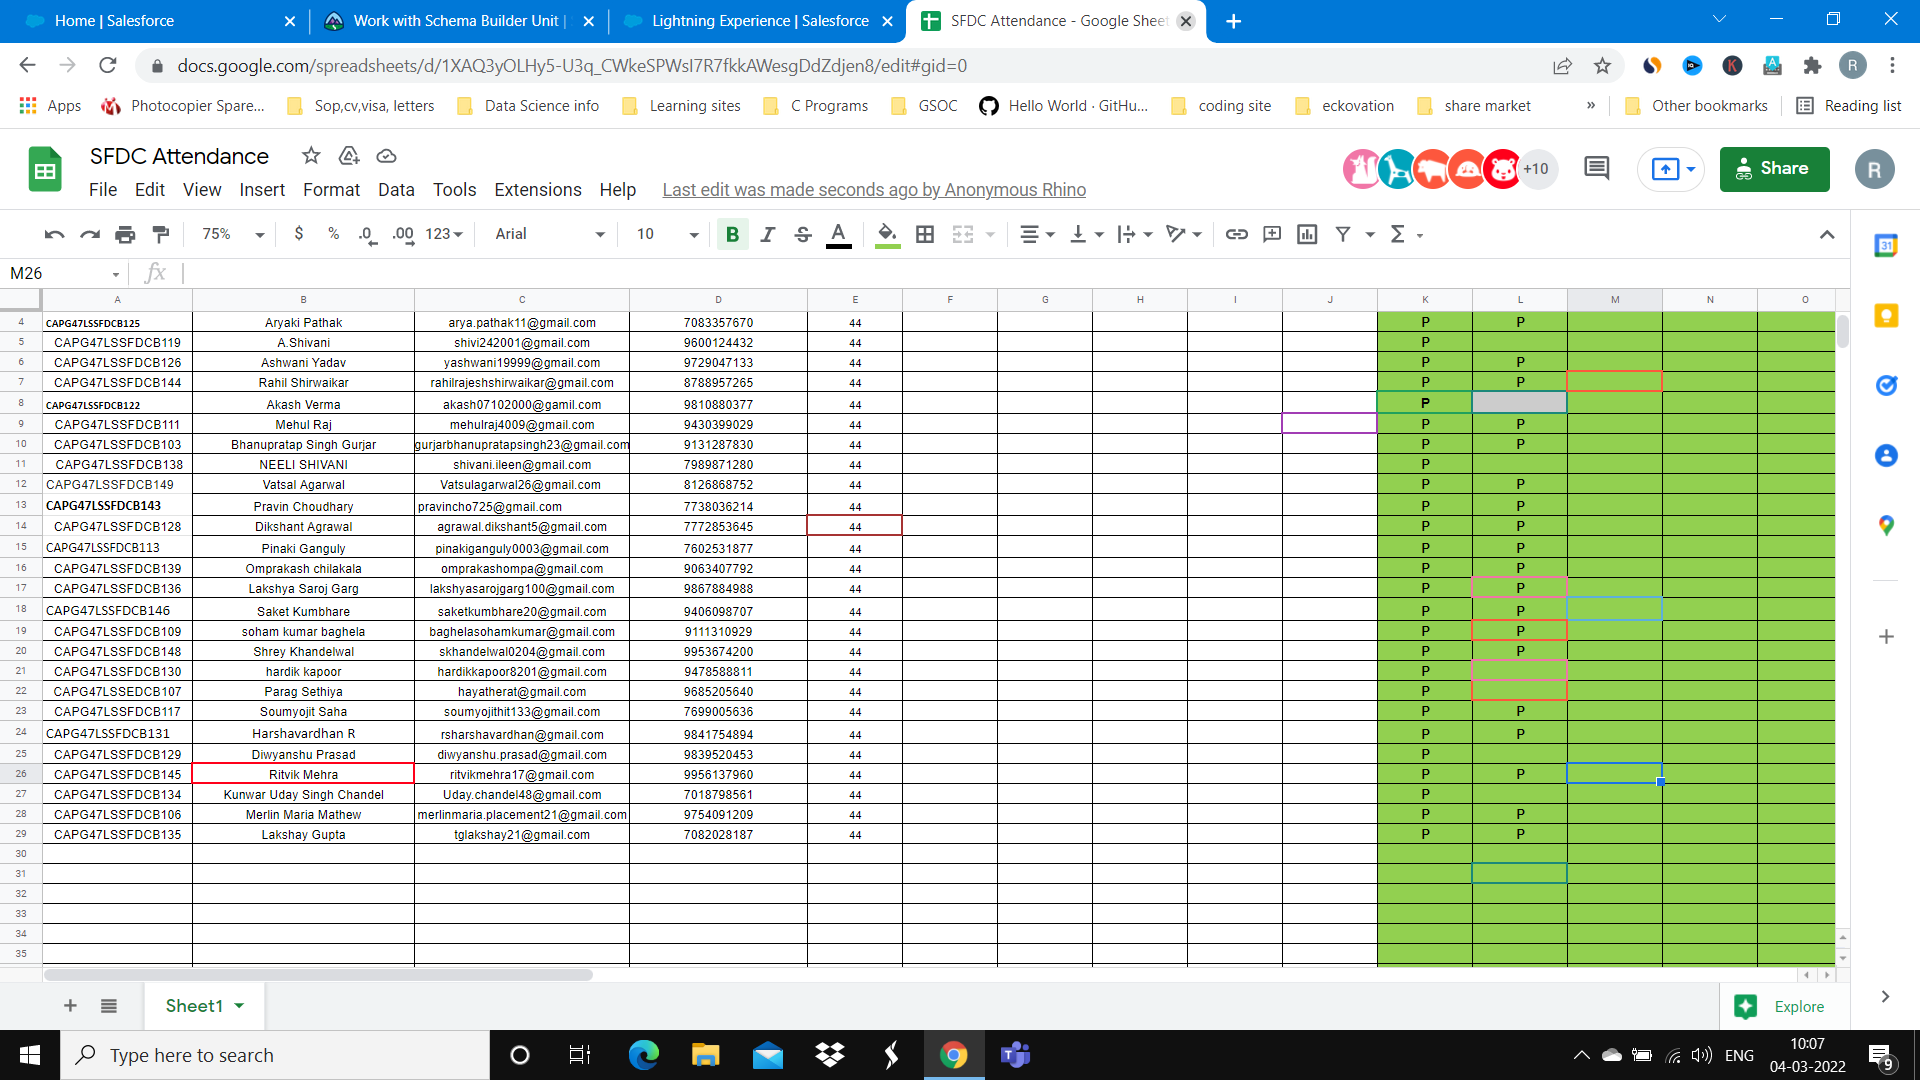 Home | Salesforce
Work with Schema Builder Unit |
Lightning Experience | Salesforce
SFDC Attendance - Google Sheet
docs.google.com/spreadsheets/d/1XAQ3yOLHy5-U3q_CWkeSPWsI7R7fkkAWesgDdZdjen8/edit#gid=0
R
Apps
Photocopier Spare...
Sop,cv,visa, letters
Data Science info
Learning sites
C Programs
GSOC
Hello World · GitHu...
coding site
eckovation
share market
»
Other bookmarks
Reading list
SFDC Attendance
+10
Share
R
File Edit View Insert Format Data Tools Extensions Help
Last edit was made seconds ago by Anonymous Rhino
75% $ % .0 .00 123 Arial 10 B I S A Σ
M26 fx
A B C D E F G H I J K L M N O
4 CAPG47LSSFDCB125 Aryaki Pathak arya.pathak11@gmail.com 7083357670 44 P P
5 CAPG47LSSFDCB119 A.Shivani shivi242001@gmail.com 9600124432 44 P
6 CAPG47LSSFDCB126 Ashwani Yadav yashwani19999@gmail.com 9729047133 44 P P
7 CAPG47LSSFDCB144 Rahil Shirwaikar rahilrajeshshirwaikar@gmail.com 8788957265 44 P P
8 CAPG47LSSFDCB122 Akash Verma akash07102000@gamil.com 9810880377 44 P
9 CAPG47LSSFDCB111 Mehul Raj mehulraj4009@gmail.com 9430399029 44 P P
10 CAPG47LSSFDCB103 Bhanupratap Singh Gurjar gurjarbhanupratapsingh23@gmail.com 9131287830 44 P P
11 CAPG47LSSFDCB138 NEELI SHIVANI shivani.ileen@gmail.com 7989871280 44 P
12 CAPG47LSSFDCB149 Vatsal Agarwal Vatsulagarwal26@gmail.com 8126868752 44 P P
13 CAPG47LSSFDCB143 Pravin Choudhary pravincho725@gmail.com 7738036214 44 P P
14 CAPG47LSSFDCB128 Dikshant Agrawal agrawal.dikshant5@gmail.com 7772853645 44 P P
15 CAPG47LSSFDCB113 Pinaki Ganguly pinakiganguly0003@gmail.com 7602531877 44 P P
16 CAPG47LSSFDCB139 Omprakash chilakala omprakashompa@gmail.com 9063407792 44 P P
17 CAPG47LSSFDCB136 Lakshya Saroj Garg lakshyasarojgarg100@gmail.com 9867884988 44 P P
18 CAPG47LSSFDCB146 Saket Kumbhare saketkumbhare20@gmail.com 9406098707 44 P P
19 CAPG47LSSFDCB109 soham kumar baghela baghelasohamkumar@gmail.com 9111310929 44 P P
20 CAPG47LSSFDCB148 Shrey Khandelwal skhandelwal0204@gmail.com 9953674200 44 P P
21 CAPG47LSSFDCB130 hardik kapoor hardikkapoor8201@gmail.com 9478588811 44 P
22 CAPG47LSSEDCB107 Parag Sethiya hayatherat@gmail.com 9685205640 44 P
23 CAPG47LSSFDCB117 Soumyojit Saha soumyojithit133@gmail.com 7699005636 44 P P
24 CAPG47LSSFDCB131 Harshavardhan R rsharshavardhan@gmail.com 9841754894 44 P P
25 CAPG47LSSFDCB129 Diwyanshu Prasad diwyanshu.prasad@gmail.com 9839520453 44 P
26 CAPG47LSSFDCB145 Ritvik Mehra ritvikmehra17@gmail.com 9956137960 44 P P
27 CAPG47LSSFDCB134 Kunwar Uday Singh Chandel Uday.chandel48@gmail.com 7018798561 44 P
28 CAPG47LSSFDCB106 Merlin Maria Mathew merlinmaria.placement21@gmail.com 9754091209 44 P P
29 CAPG47LSSFDCB135 Lakshay Gupta tglakshay21@gmail.com 7082028187 44 P P
30
31
32
33
34
35
Sheet1
Explore
Type here to search
ENG
10:07
04-03-2022
9